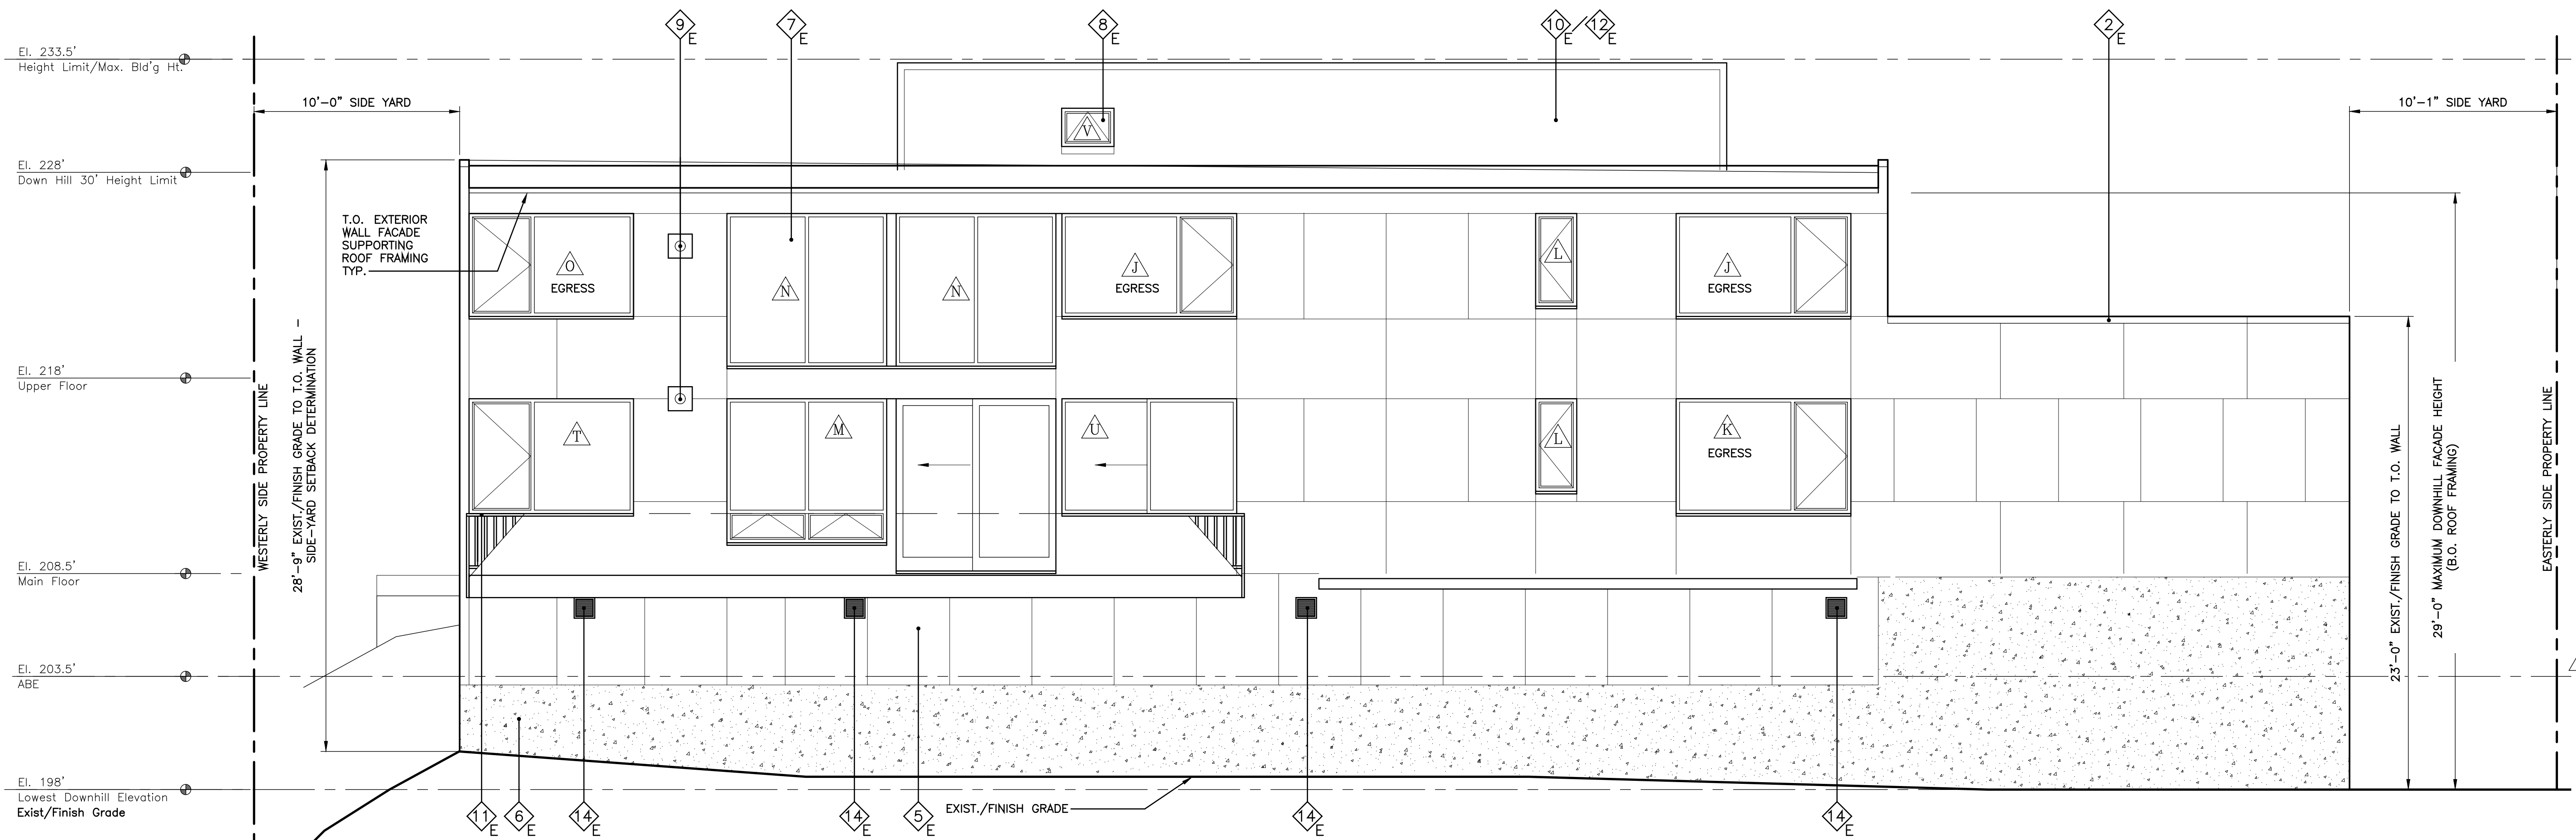 9
E
7
8
E
10
E
12
E
2
E
El. 233.5'
Height Limit/Max. Bld'g Ht.
10'-0" SIDE YARD
10'-1" SIDE YARD
V
El. 228'
Down Hill 30' Height Limit
T.O. EXTERIOR
WALL FACADE
SUPPORTING
ROOF FRAMING
TYP.
O
EGRESS
N
N
J
EGRESS
L
J
EGRESS
El. 218'
Upper Floor
T
M
U
L
K
EGRESS
WESTERLY SIDE PROPERTY LINE
28'-9" EXIST./FINISH GRADE TO T.O. WALL -
SIDE-YARD SETBACK DETERMINATION
23'-0" EXIST./FINISH GRADE TO T.O. WALL
29'-0" MAXIMUM DOWNHILL FACADE HEIGHT
(B.O. ROOF FRAMING)
EASTERLY SIDE PROPERTY LINE
El. 208.5'
Main Floor
El. 203.5'
ABE
El. 198'
Lowest Downhill Elevation
Exist/Finish Grade
EXIST./FINISH GRADE
11
E
6
E
14
E
14
E
5
E
14
E
14
E